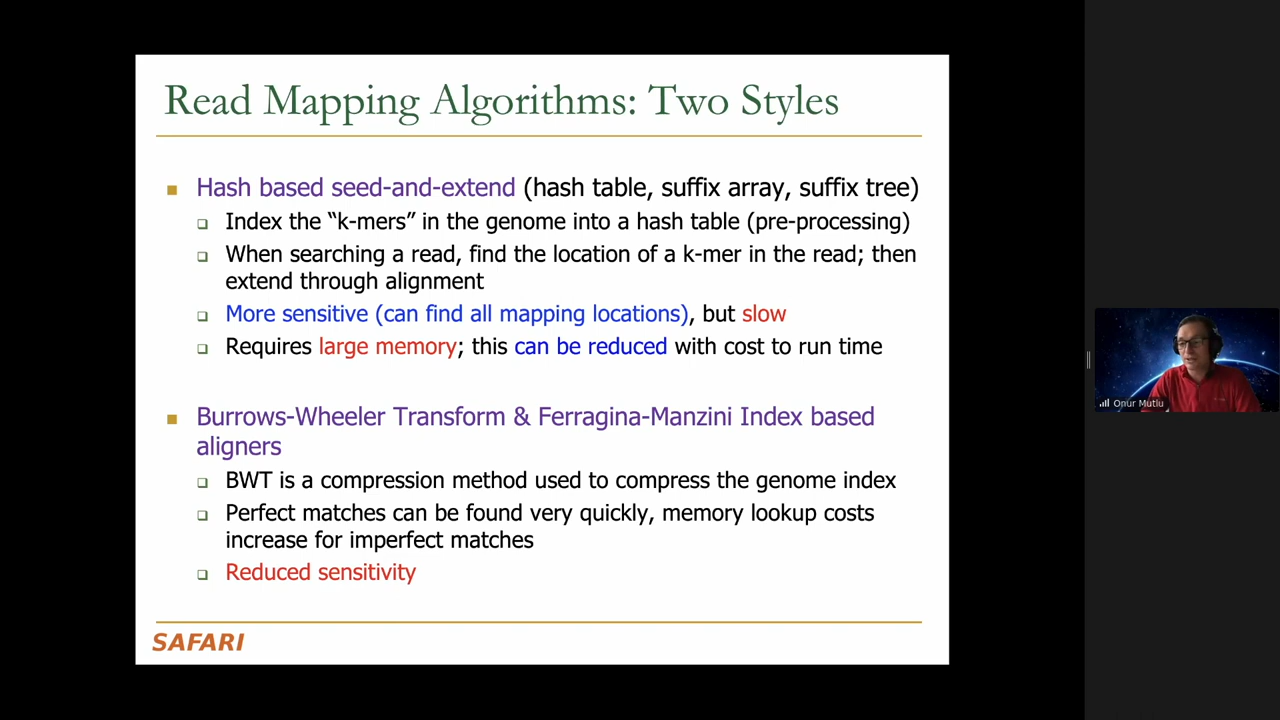 Read Mapping Algorithms: Two Styles
Hash based seed-and-extend (hash table, suffix array, suffix tree)
Index the “k-mers” in the genome into a hash table (pre-processing)
When searching a read, find the location of a k-mer in the read; then
extend through alignment
More sensitive (can find all mapping locations), but slow
Requires large memory; this can be reduced with cost to run time
Burrows-Wheeler Transform & Ferragina-Manzini Index based
aligners
BWT is a compression method used to compress the genome index
Perfect matches can be found very quickly, memory lookup costs
increase for imperfect matches
Reduced sensitivity
SAFARI
Onur Mutlu